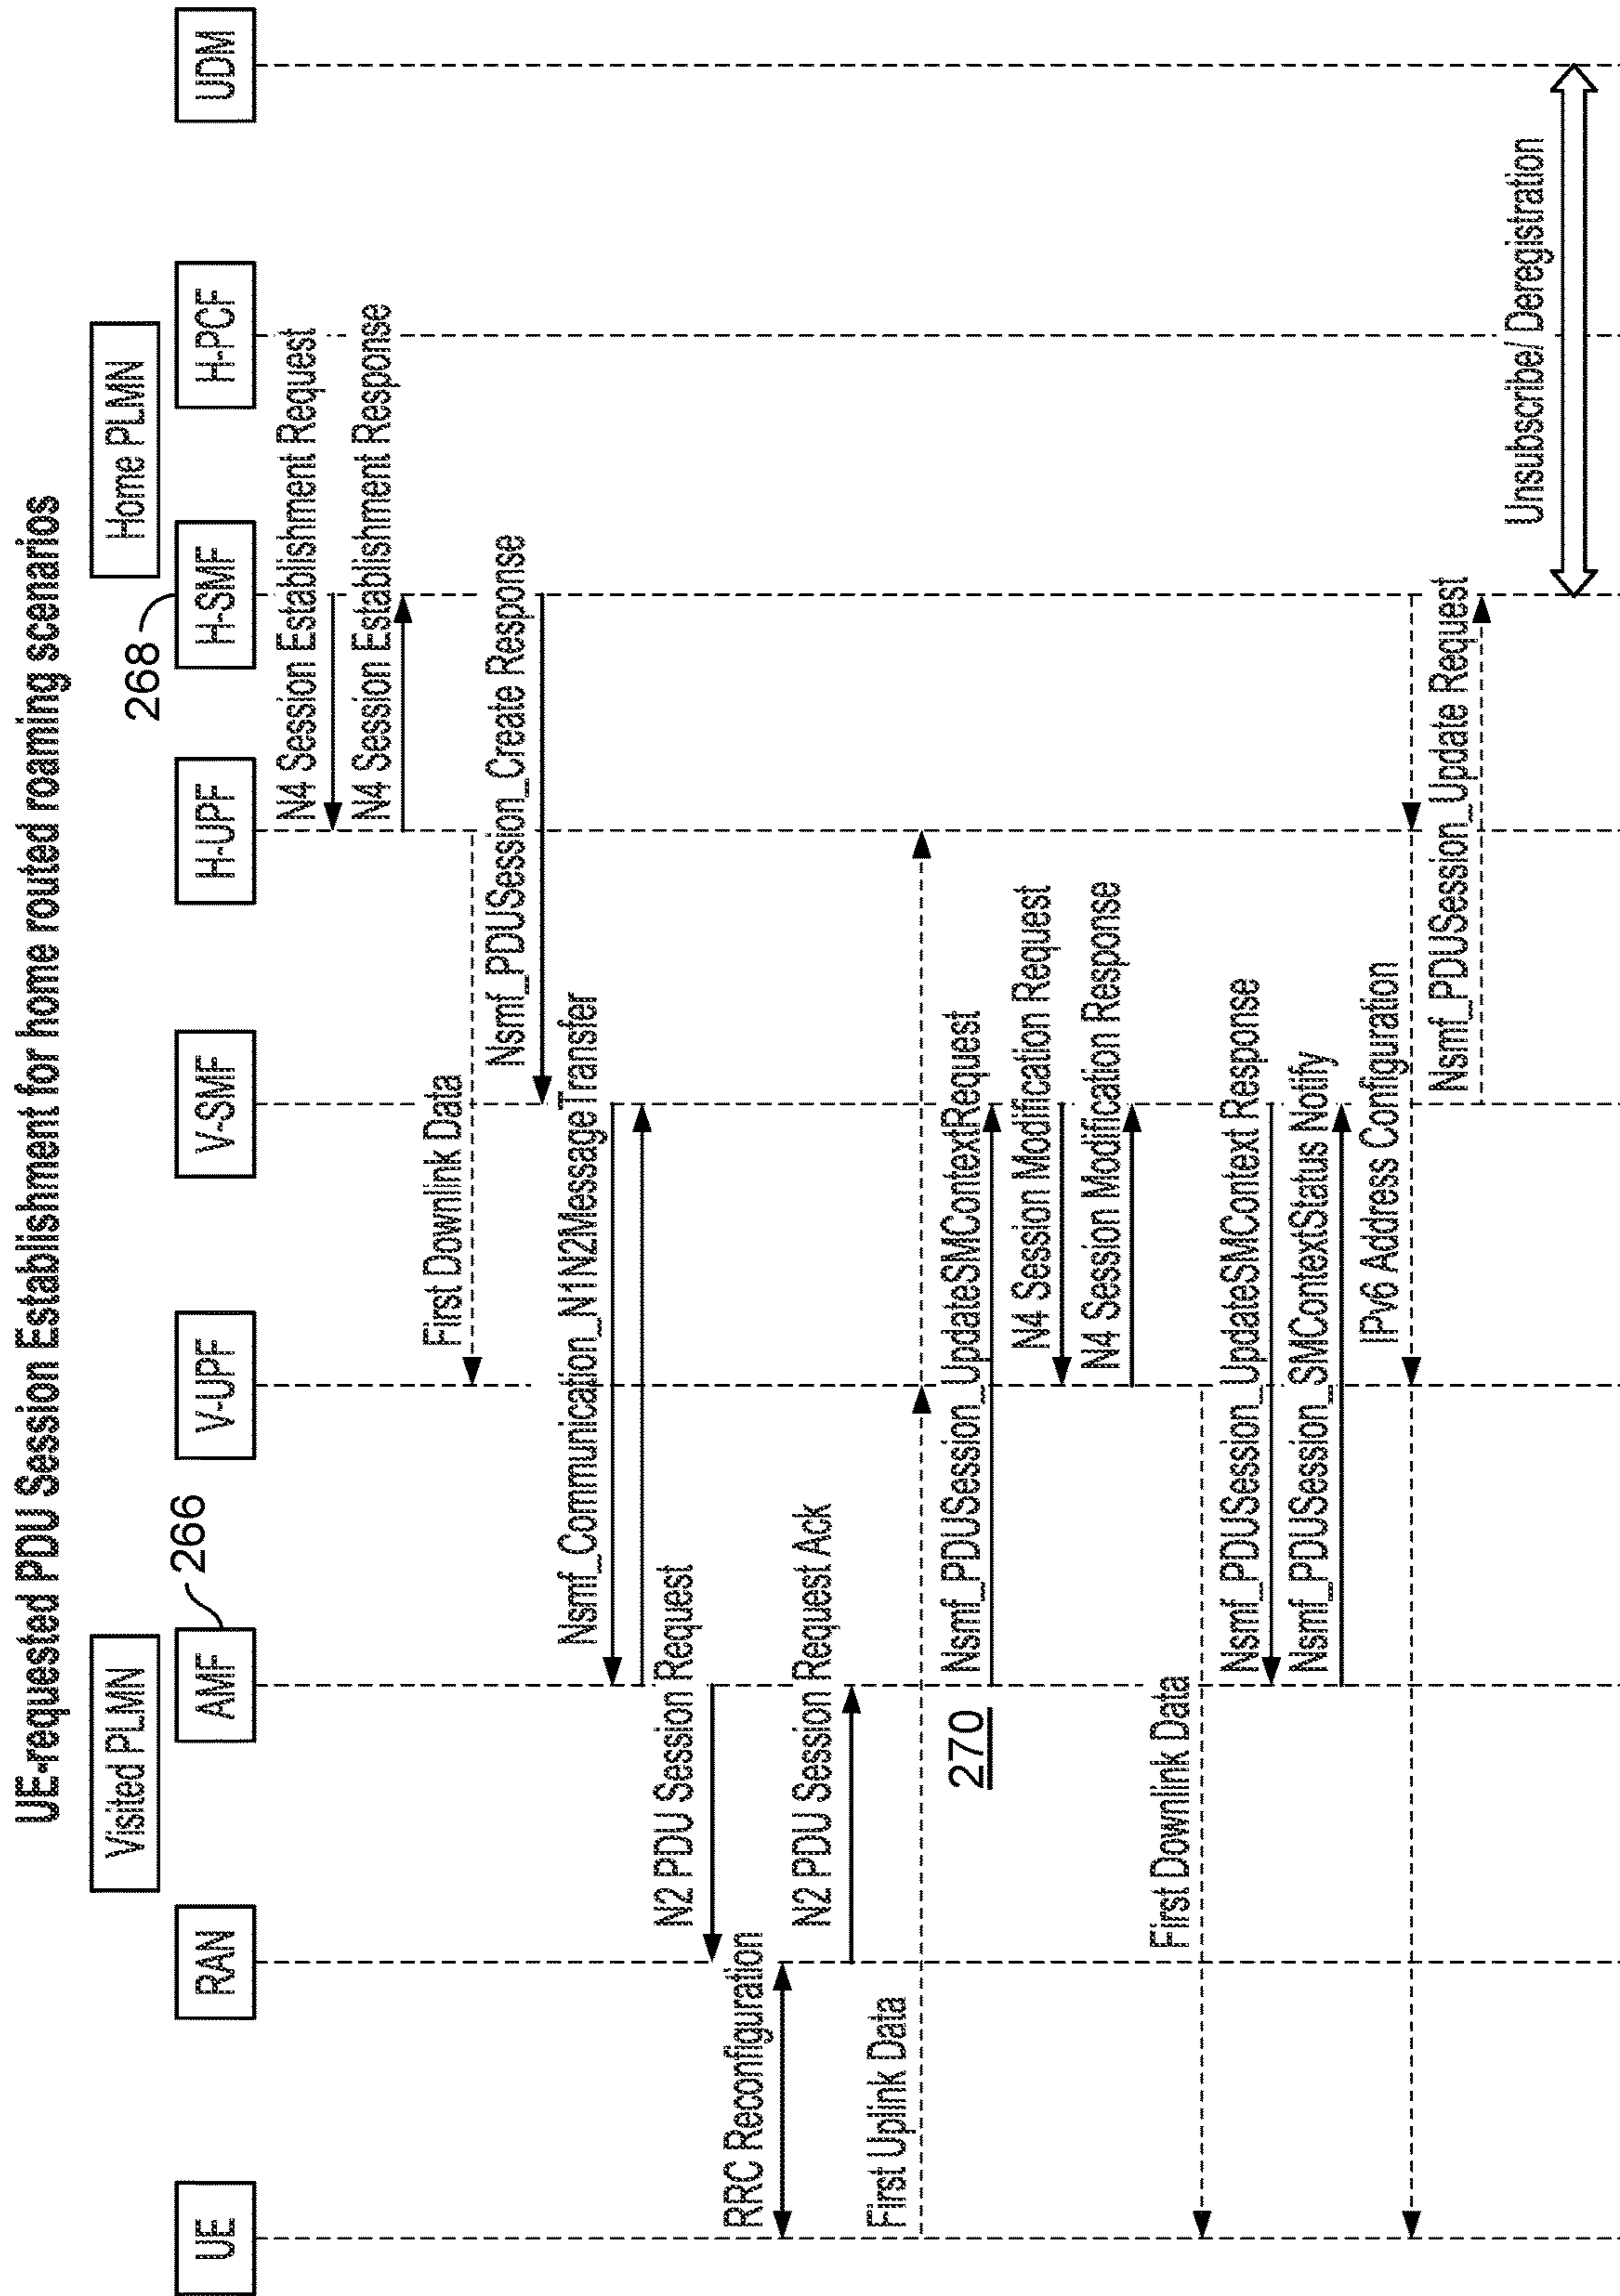 UE-requested PDU Session Establishment for home routed roaming scenarios
Visited PLMN
Home PLMN
266
268
UE
RAN
AMF
V-UPF
V-SMF
H-UPF
H-SMF
H-PCF
UDM
N4 Session Establishment Request
N4 Session Establishment Response
First Downlink Data
Nsmf_PDUSession_Create Response
Nsmf_Communication_N1N2MessageTransfer
N2 PDU Session Request
RRC Reconfiguration
N2 PDU Session Request Ack
First Uplink Data
270
Nsmf_PDUSession_UpdateSMContextRequest
N4 Session Modification Request
N4 Session Modification Response
First Downlink Data
Nsmf_PDUSession_UpdateSMContext Response
Nsmf_PDUSession_SMContextStatus Notify
IPv6 Address Configuration
Nsmf_PDUSession_Update Request
Unsubscribe/ Deregistration